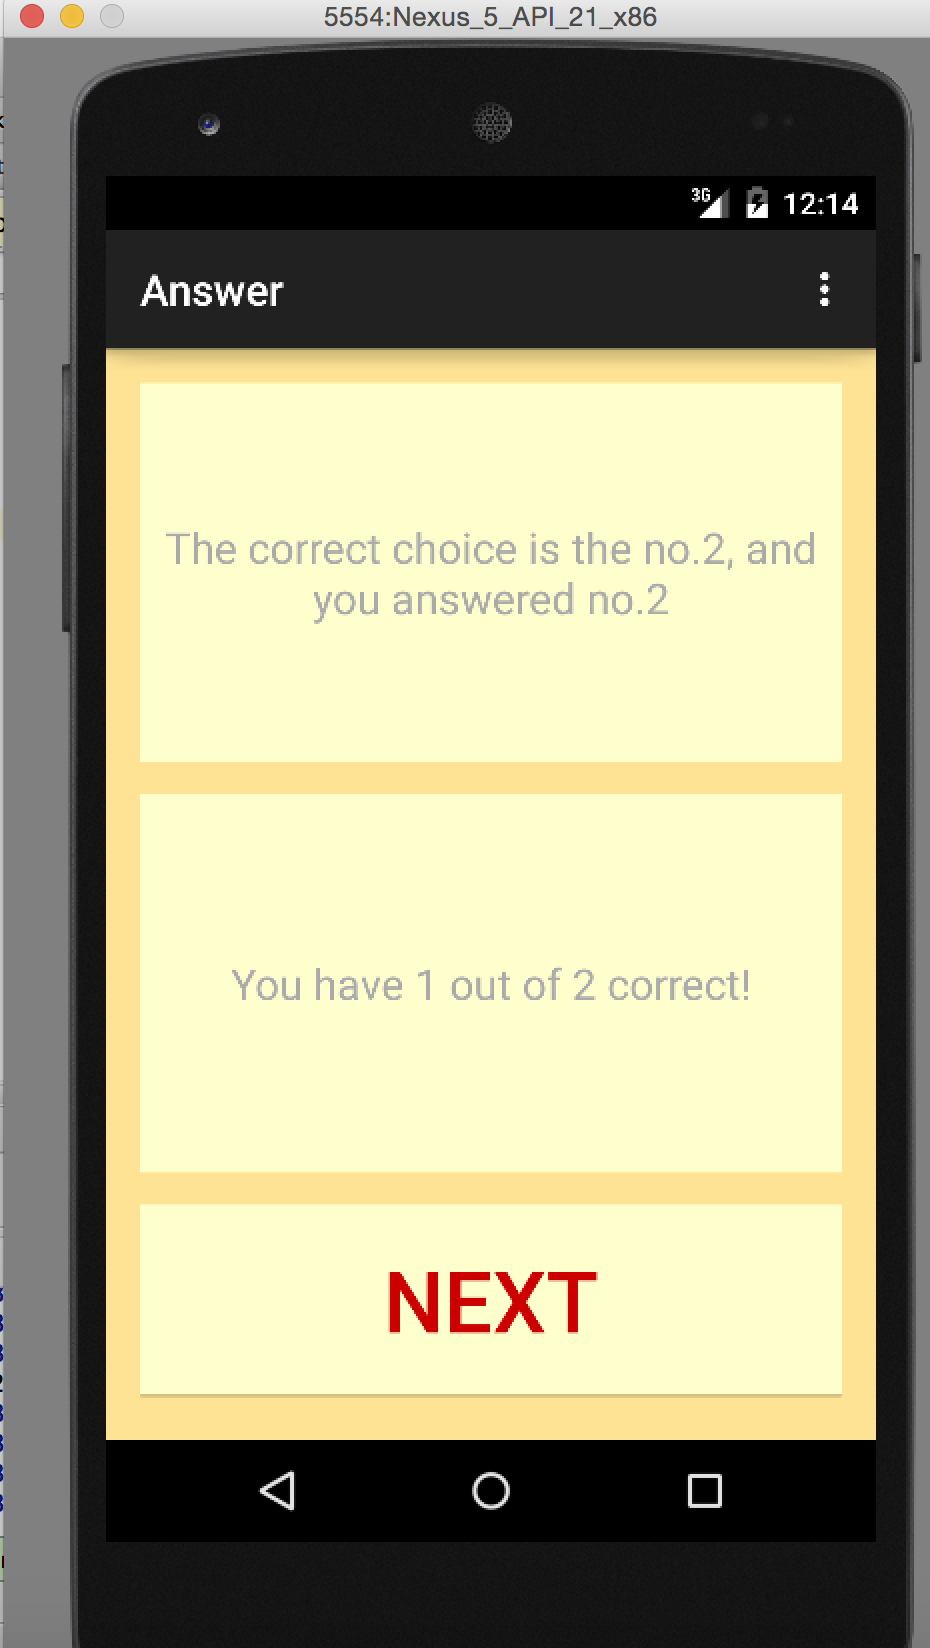 5554:Nexus_5_API_21_x86
3G 12:14
Answer
The correct choice is the no.2, and
you answered no.2
You have 1 out of 2 correct!
NEXT